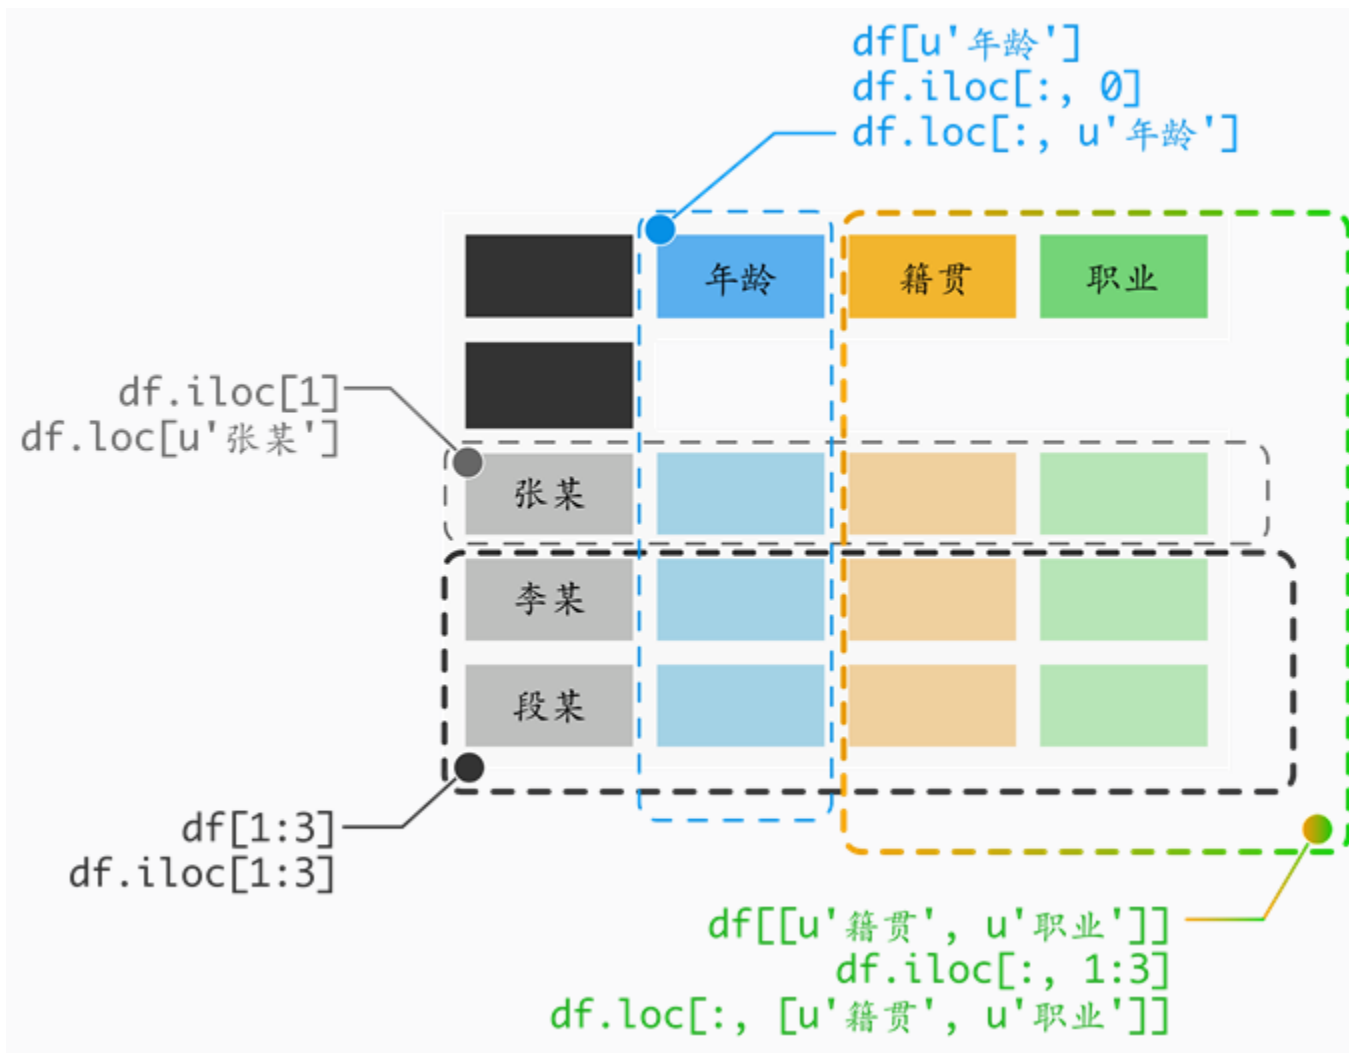 df[u'年龄']
df.iloc[:, 0]
df.loc[:, u'年龄']
年龄
籍贯
职业
df.iloc[1]
df.loc[u'张某']
张某
李某
段某
df[1:3]
df.iloc[1:3]
df[[u'籍贯', u'职业']]
df.iloc[:, 1:3]
df.loc[:, [u'籍贯', u'职业']]